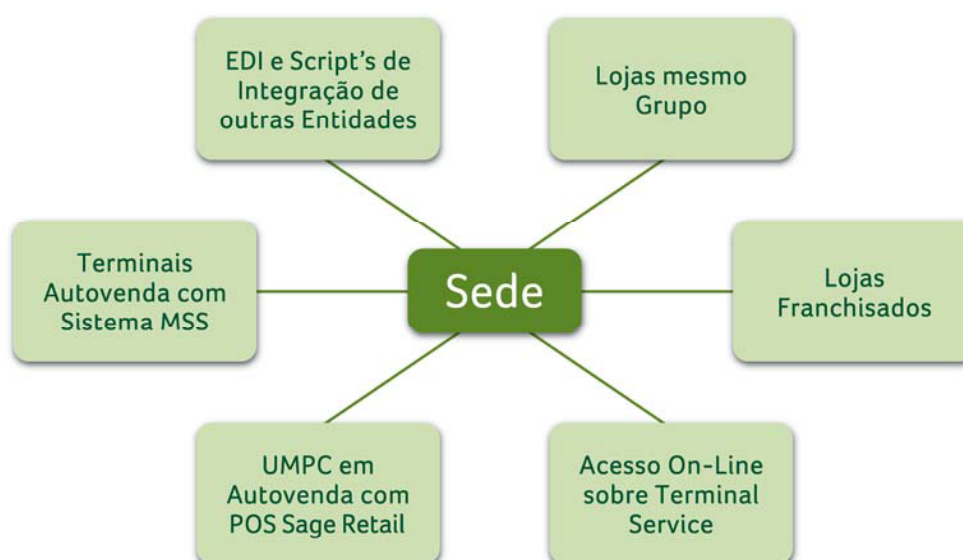 EDI e Script's de
Integração de
outras Entidades
Lojas mesmo
Grupo
Terminais
Autovenda com
Sistema MSS
Sede
Lojas
Franchisados
UMPC em
Autovenda com
POS Sage Retail
Acesso On-Line
sobre Terminal
Service